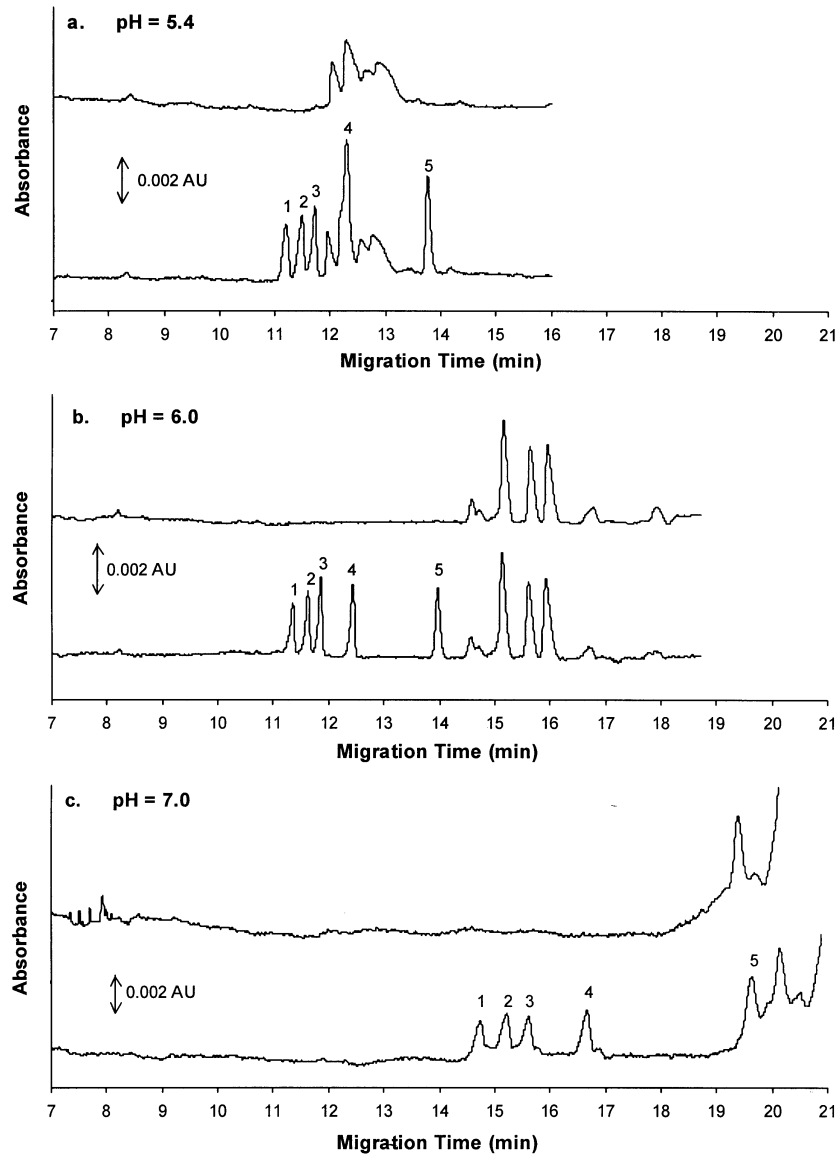 a. pH = 5.4
Absorbance
0.002 AU
1 2 3 4 5
7 8 9 10 11 12 13 14 15 16 17 18 19 20 21
Migration Time (min)
b. pH = 6.0
Absorbance
0.002 AU
1 2 3 4 5
7 8 9 10 11 12 13 14 15 16 17 18 19 20 21
Migration Time (min)
c. pH = 7.0
Absorbance
0.002 AU
1 2 3 4 5
7 8 9 10 11 12 13 14 15 16 17 18 19 20 21
Migration Time (min)